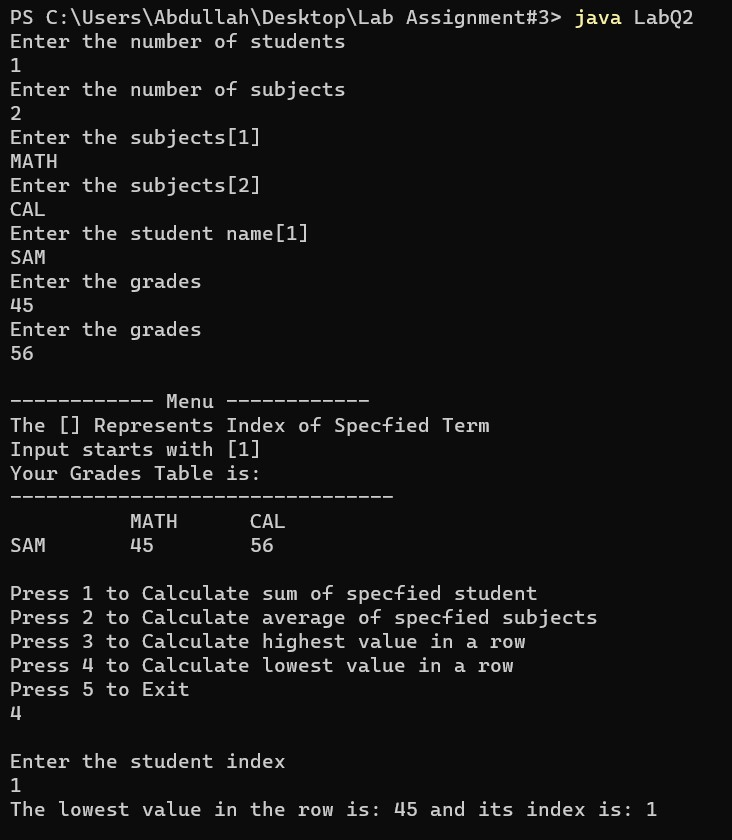 PS C:\Users\Abdullah\Desktop\Lab Assignment#3> java LabQ2
Enter the number of students
1
Enter the number of subjects
2
Enter the subjects[1]
MATH
Enter the subjects[2]
CAL
Enter the student name[1]
SAM
Enter the grades
45
Enter the grades
56
------------ Menu ------------
The [] Represents Index of Specfied Term
Input starts with [1]
Your Grades Table is:
--------------------------------
MATH CAL
SAM 45 56
Press 1 to Calculate sum of specfied student
Press 2 to Calculate average of specfied subjects
Press 3 to Calculate highest value in a row
Press 4 to Calculate lowest value in a row
Press 5 to Exit
4
Enter the student index
1
The lowest value in the row is: 45 and its index is: 1